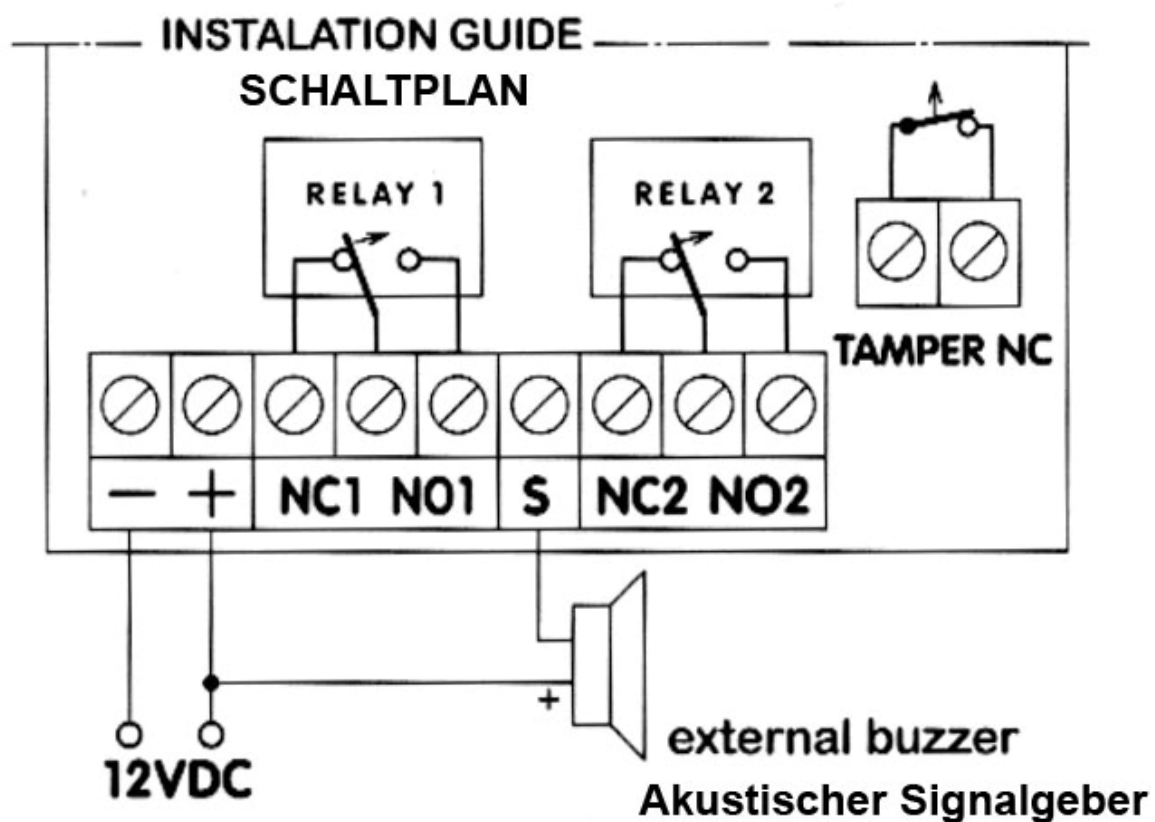 INSTALATION GUIDE
SCHALTPLAN
RELAY 1
RELAY 2
TAMPER NC
− + NC1 NO1 S NC2 NO2
+
12VDC
external buzzer
Akustischer Signalgeber